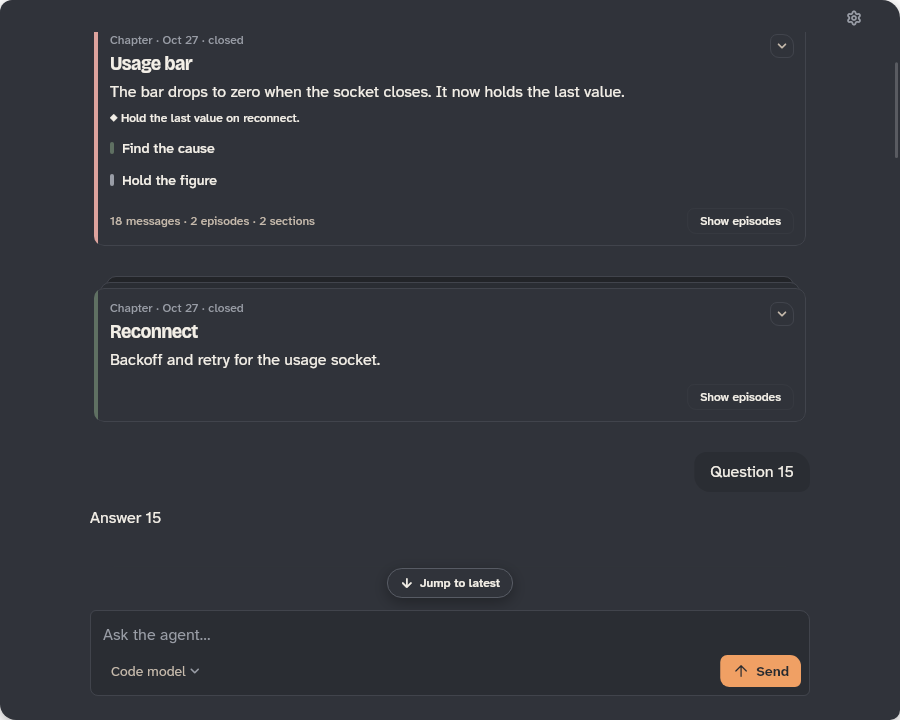 Chapter · Oct 27 · closed
Usage bar
The bar drops to zero when the socket closes. It now holds the last value.
◆ Hold the last value on reconnect.
Find the cause
Hold the figure
18 messages · 2 episodes · 2 sections
Show episodes
Chapter · Oct 27 · closed
Reconnect
Backoff and retry for the usage socket.
Show episodes
Question 15
Answer 15
Jump to latest
Ask the agent...
Code model
Send